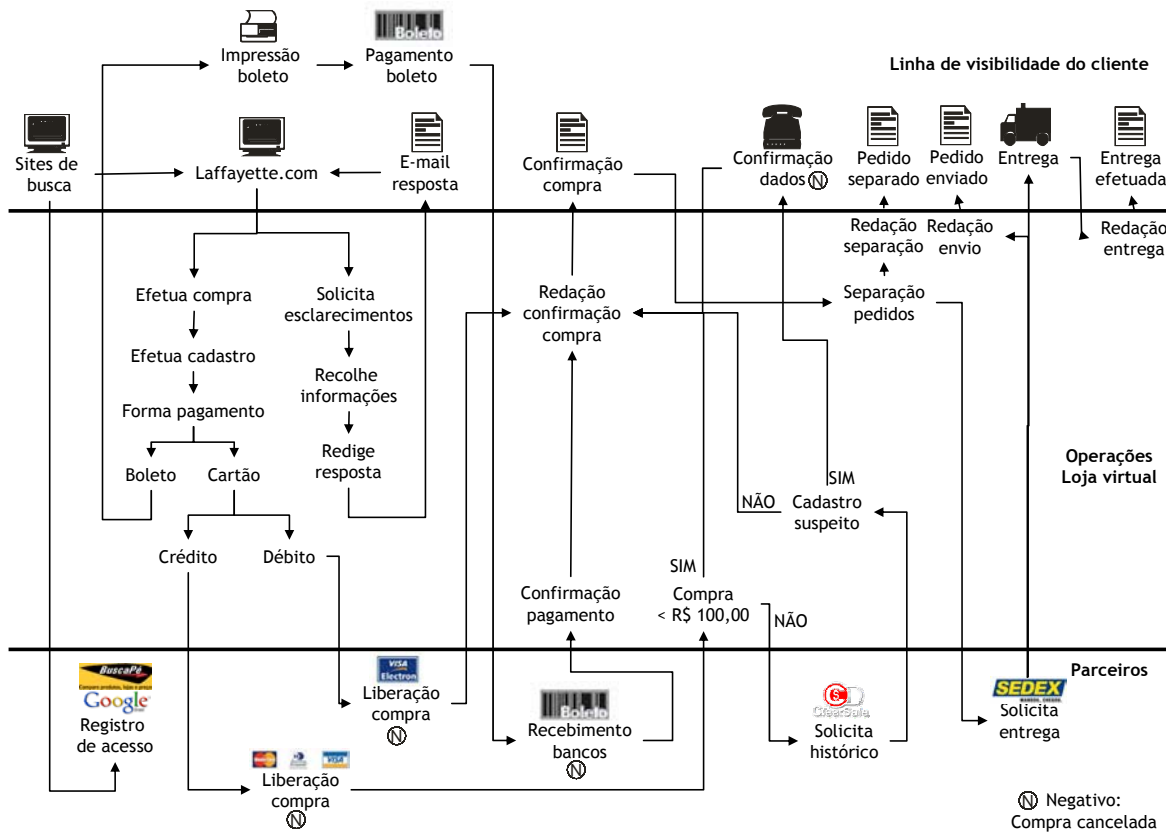 Boleto
Impressão
boleto
Pagamento
boleto
Linha de visibilidade do cliente
Sites de
busca
Laffayette.com
E-mail
resposta
Confirmação
compra
Confirmação
dados N
Pedido
separado
Pedido
enviado
Entrega
Entrega
efetuada
Redação
separação
Redação
envio
Redação
entrega
Efetua compra
Solicita
esclarecimentos
Redação
confirmação
compra
Separação
pedidos
Efetua cadastro
Recolhe
informações
Forma pagamento
Redige
resposta
Boleto
Cartão
Operações
Loja virtual
SIM
NÃO
Cadastro
suspeito
Crédito
Débito
SIM
Confirmação
pagamento
Compra
< R$ 100,00
NÃO
Parceiros
BuscaPé
Google
Registro
de acesso
VISA
Electron
Liberação
compra
N
Boleto
Recebimento
bancos
N
ClearSale
Solicita
histórico
SEDEX
Solicita
entrega
MasterCard
VISA
Liberação
compra
N
N Negativo:
Compra cancelada